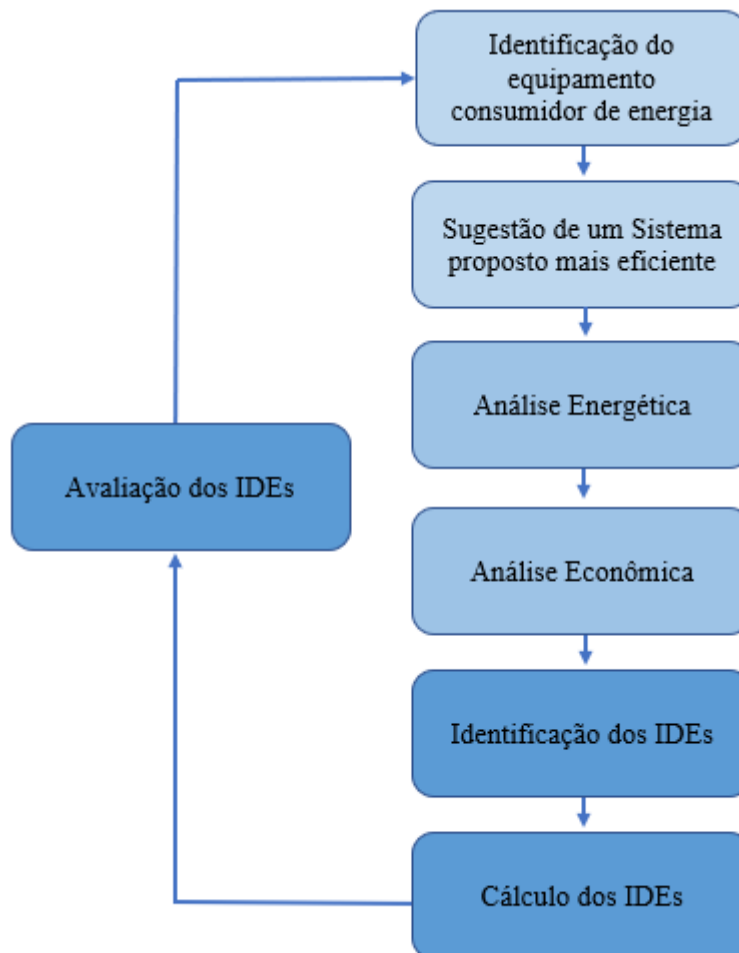 Identificação do
equipamento
consumidor de energia
Sugestão de um Sistema
proposto mais eficiente
Análise Energética
Avaliação dos IDEs
Análise Econômica
Identificação dos IDEs
Cálculo dos IDEs